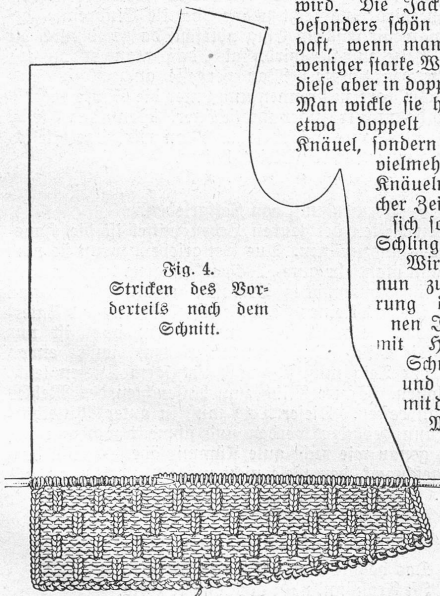 wird. Die Jack
besonders schön
haft, wenn man
weniger starke W
diese aber in dopp
Man wickle sie h
etwa doppelt
Knäuel, sondern
vielmeh
Knäueln
cher Zei
sich so
Schling
Wir
nun zu
rung i
nen J
mit H
Sch
und
mit d
W
Fig. 4.
Stricken des Vor-
derteils nach dem
Schnitt.